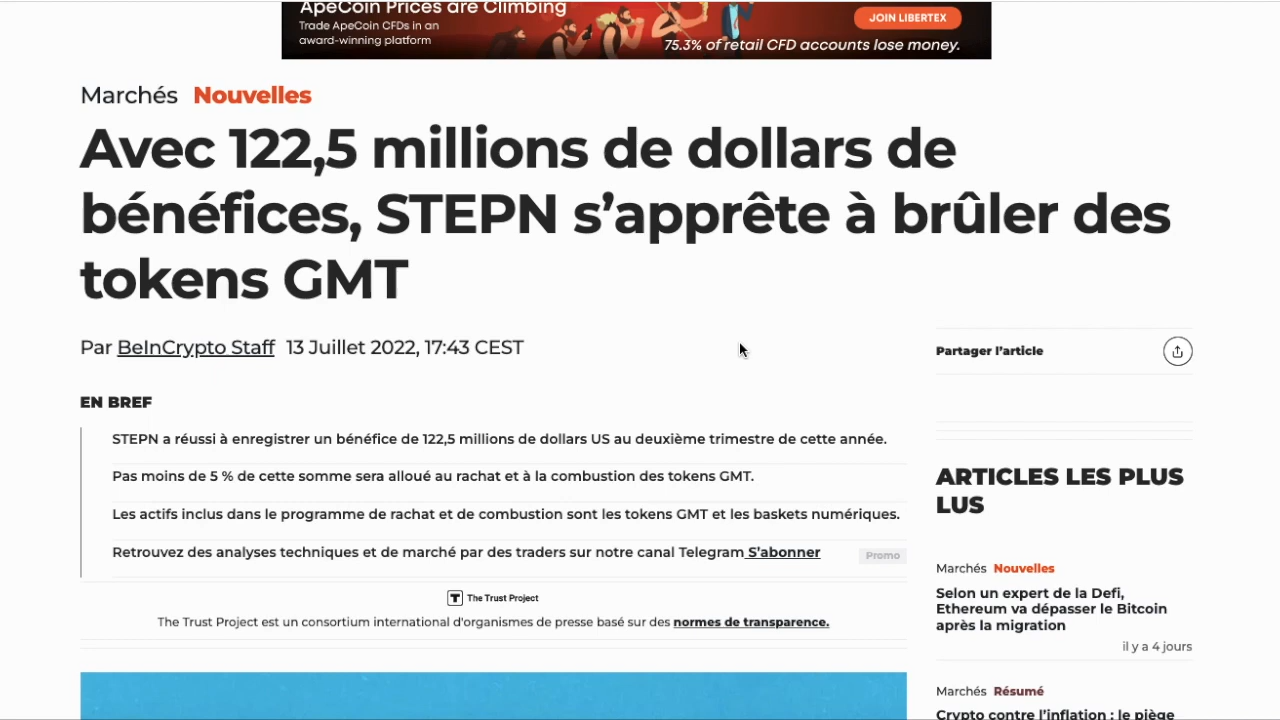 ApeCoin Prices are Climbing
Trade ApeCoin CFDs in an
award-winning platform
JOIN LIBERTEX
75.3% of retail CFD accounts lose money.
Marchés Nouvelles
Avec 122,5 millions de dollars de
bénéfices, STEPN s’apprête à brûler des
tokens GMT
Par BeInCrypto Staff 13 Juillet 2022, 17:43 CEST
Partager l’article
EN BREF
STEPN a réussi à enregistrer un bénéfice de 122,5 millions de dollars US au deuxième trimestre de cette année.
Pas moins de 5 % de cette somme sera alloué au rachat et à la combustion des tokens GMT.
Les actifs inclus dans le programme de rachat et de combustion sont les tokens GMT et les baskets numériques.
Retrouvez des analyses techniques et de marché par des traders sur notre canal Telegram S’abonner
Promo
T The Trust Project
The Trust Project est un consortium international d'organismes de presse basé sur des normes de transparence.
ARTICLES LES PLUS
LUS
Marchés Nouvelles
Selon un expert de la Defi,
Ethereum va dépasser le Bitcoin
après la migration
il y a 4 jours
Marchés Résumé
Crypto contre l’inflation : le piège